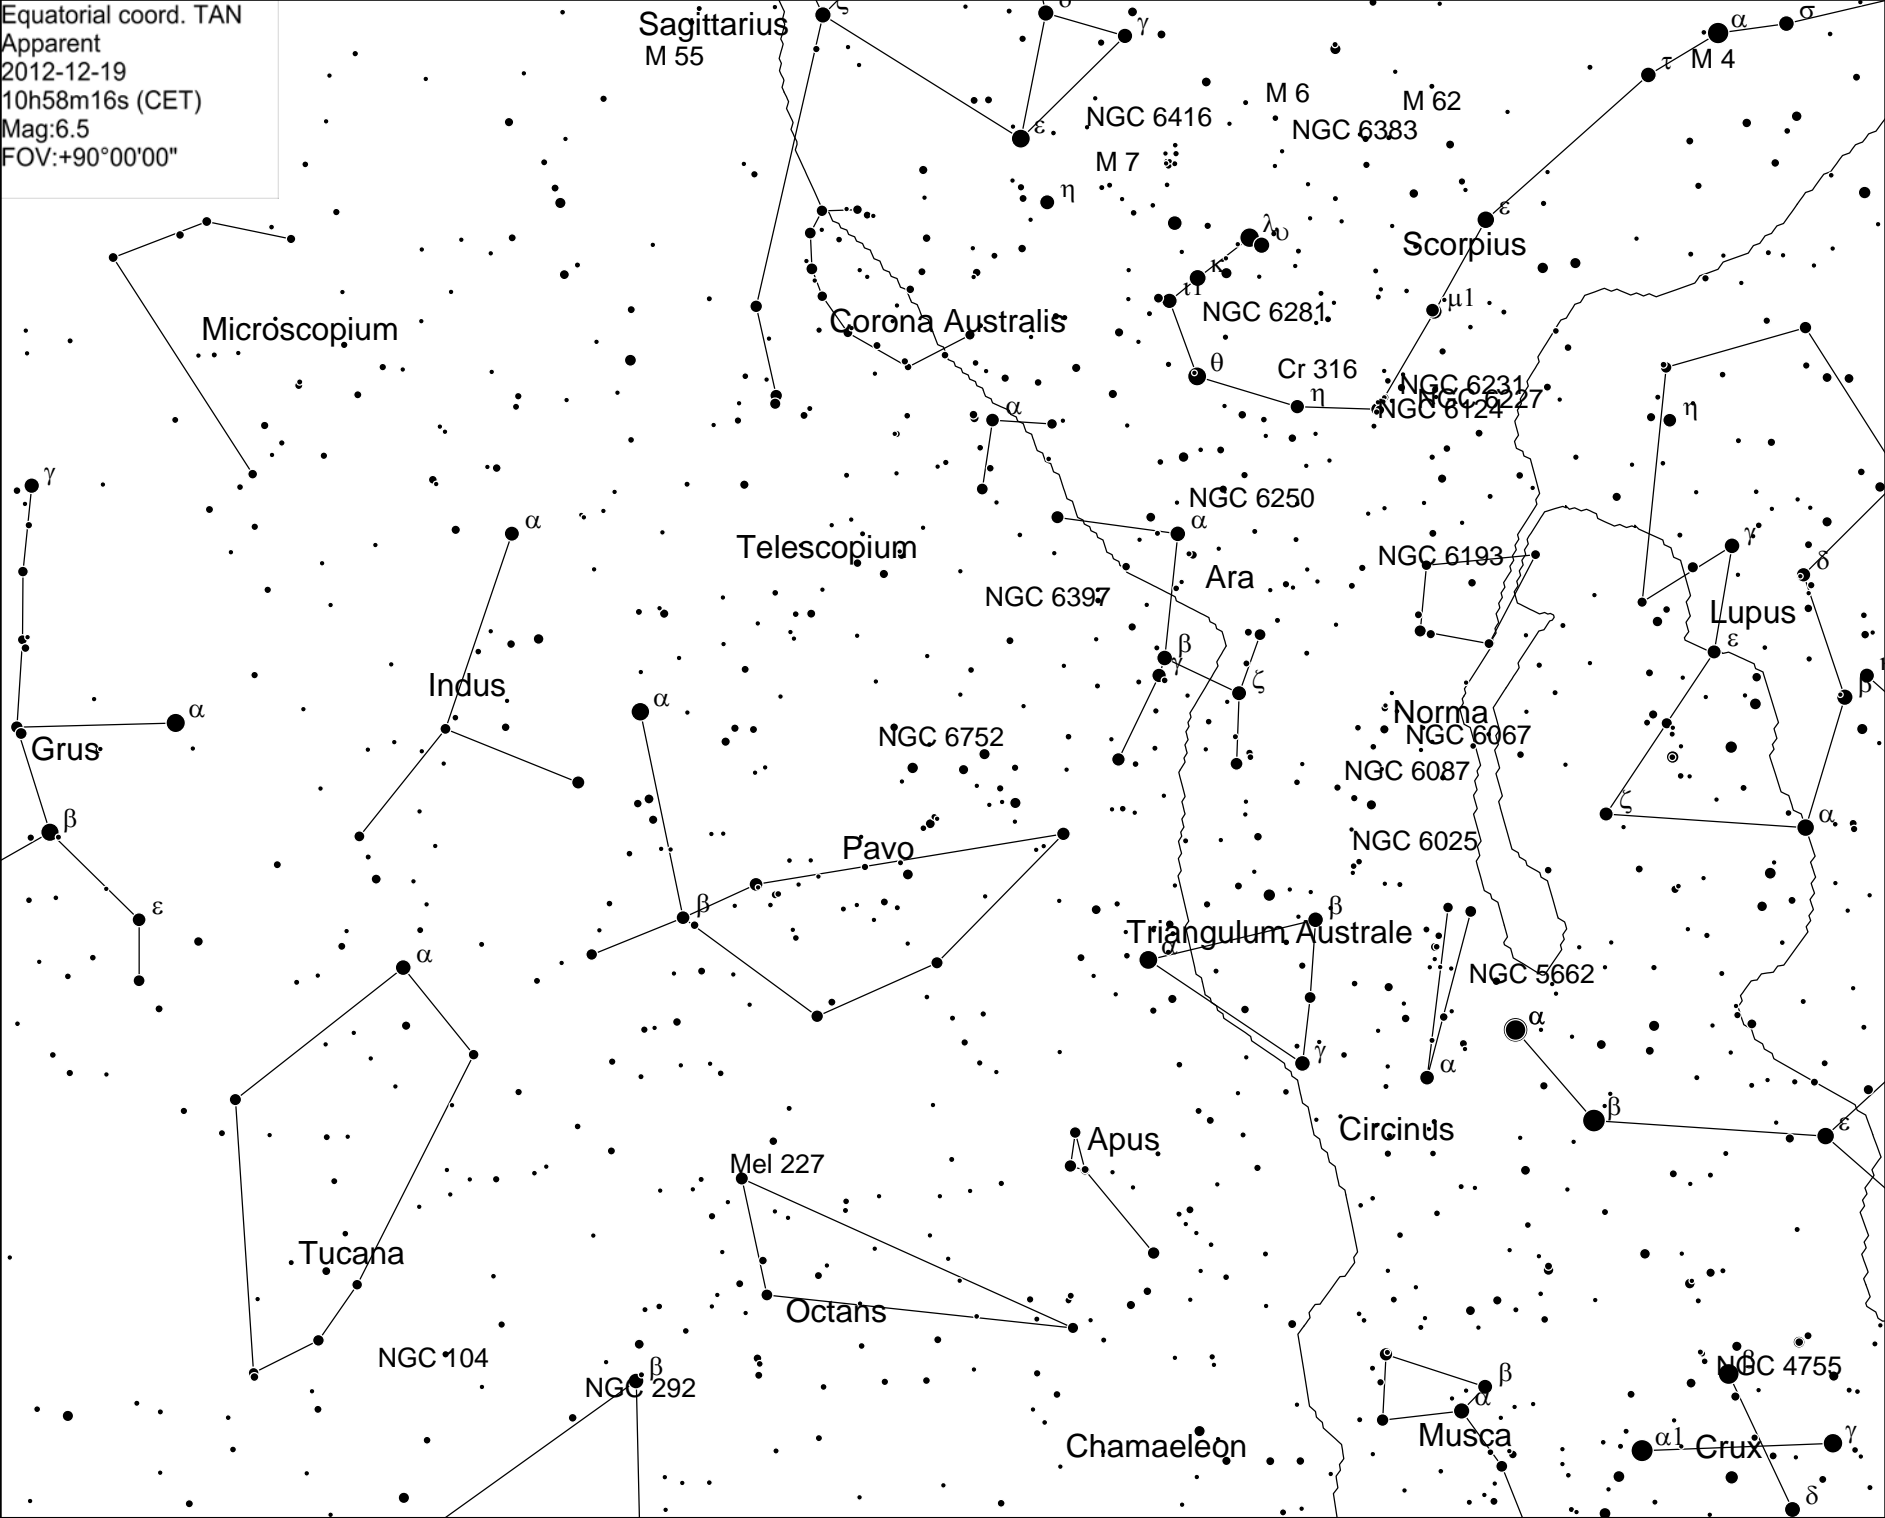 Equatorial coord. TAN
Apparent
2012-12-19
10h58m16s (CET)
Mag:6.5
FOV:+90°00'00"
Sagittarius
M 55
ζ
γ
α
σ
τ
M 4
ε
NGC 6416
M 6
M 62
NGC 6383
M 7
η
λ
υ
ε
Scorpius
κ
ι1
μ1
NGC 6281
Microscopium
Corona Australis
θ
Cr 316
η
NGC 6231
NGC 6227
NGC 6124
α
η
γ
NGC 6250
α
α
γ
Telescopium
NGC 6193
δ
Ara
NGC 6397
Lupus
β
γ
ε
Indus
ζ
α
β
α
Norma
NGC 6752
NGC 6067
Grus
NGC 6087
ζ
α
β
Pavo
NGC 6025
ε
β
β
Triangulum Australe
α
α
NGC 5662
α
γ
α
β
ε
Circinus
Apus
Mel 227
Tucana
Octans
NGC 104
β
NGC 292
β
NGC 4755
β
α
Musca
Chamaeleon
α1
Crux
γ
δ